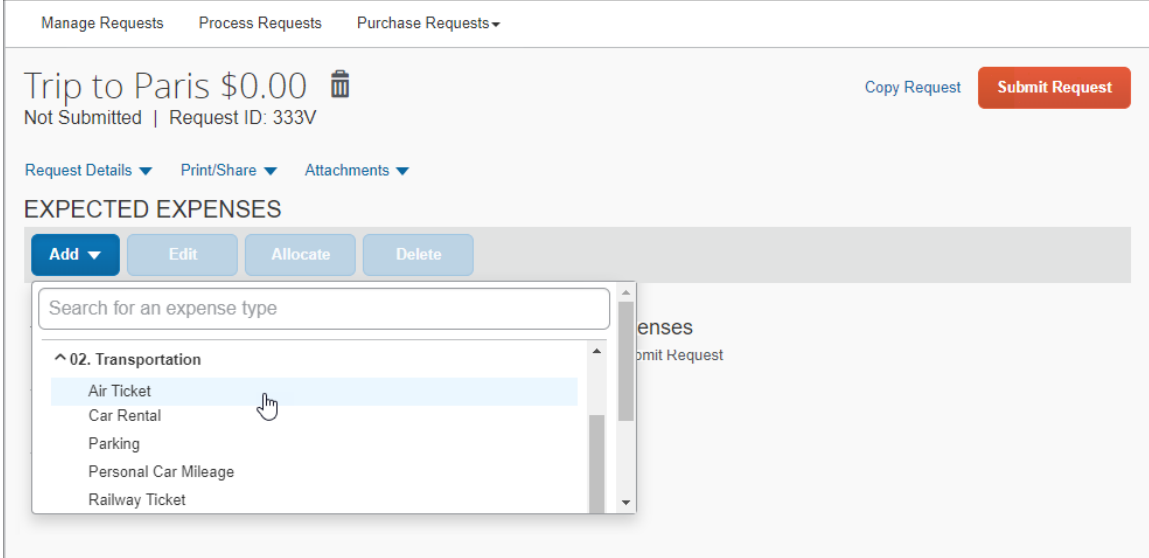 Manage Requests Process Requests Purchase Requests
Trip to Paris $0.00
Not Submitted | Request ID: 333V
Copy Request Submit Request
Request Details Print/Share Attachments
EXPECTED EXPENSES
Add Edit Allocate Delete
Search for an expense type
enses
02. Transportation
mit Request
Air Ticket
Car Rental
Parking
Personal Car Mileage
Railway Ticket